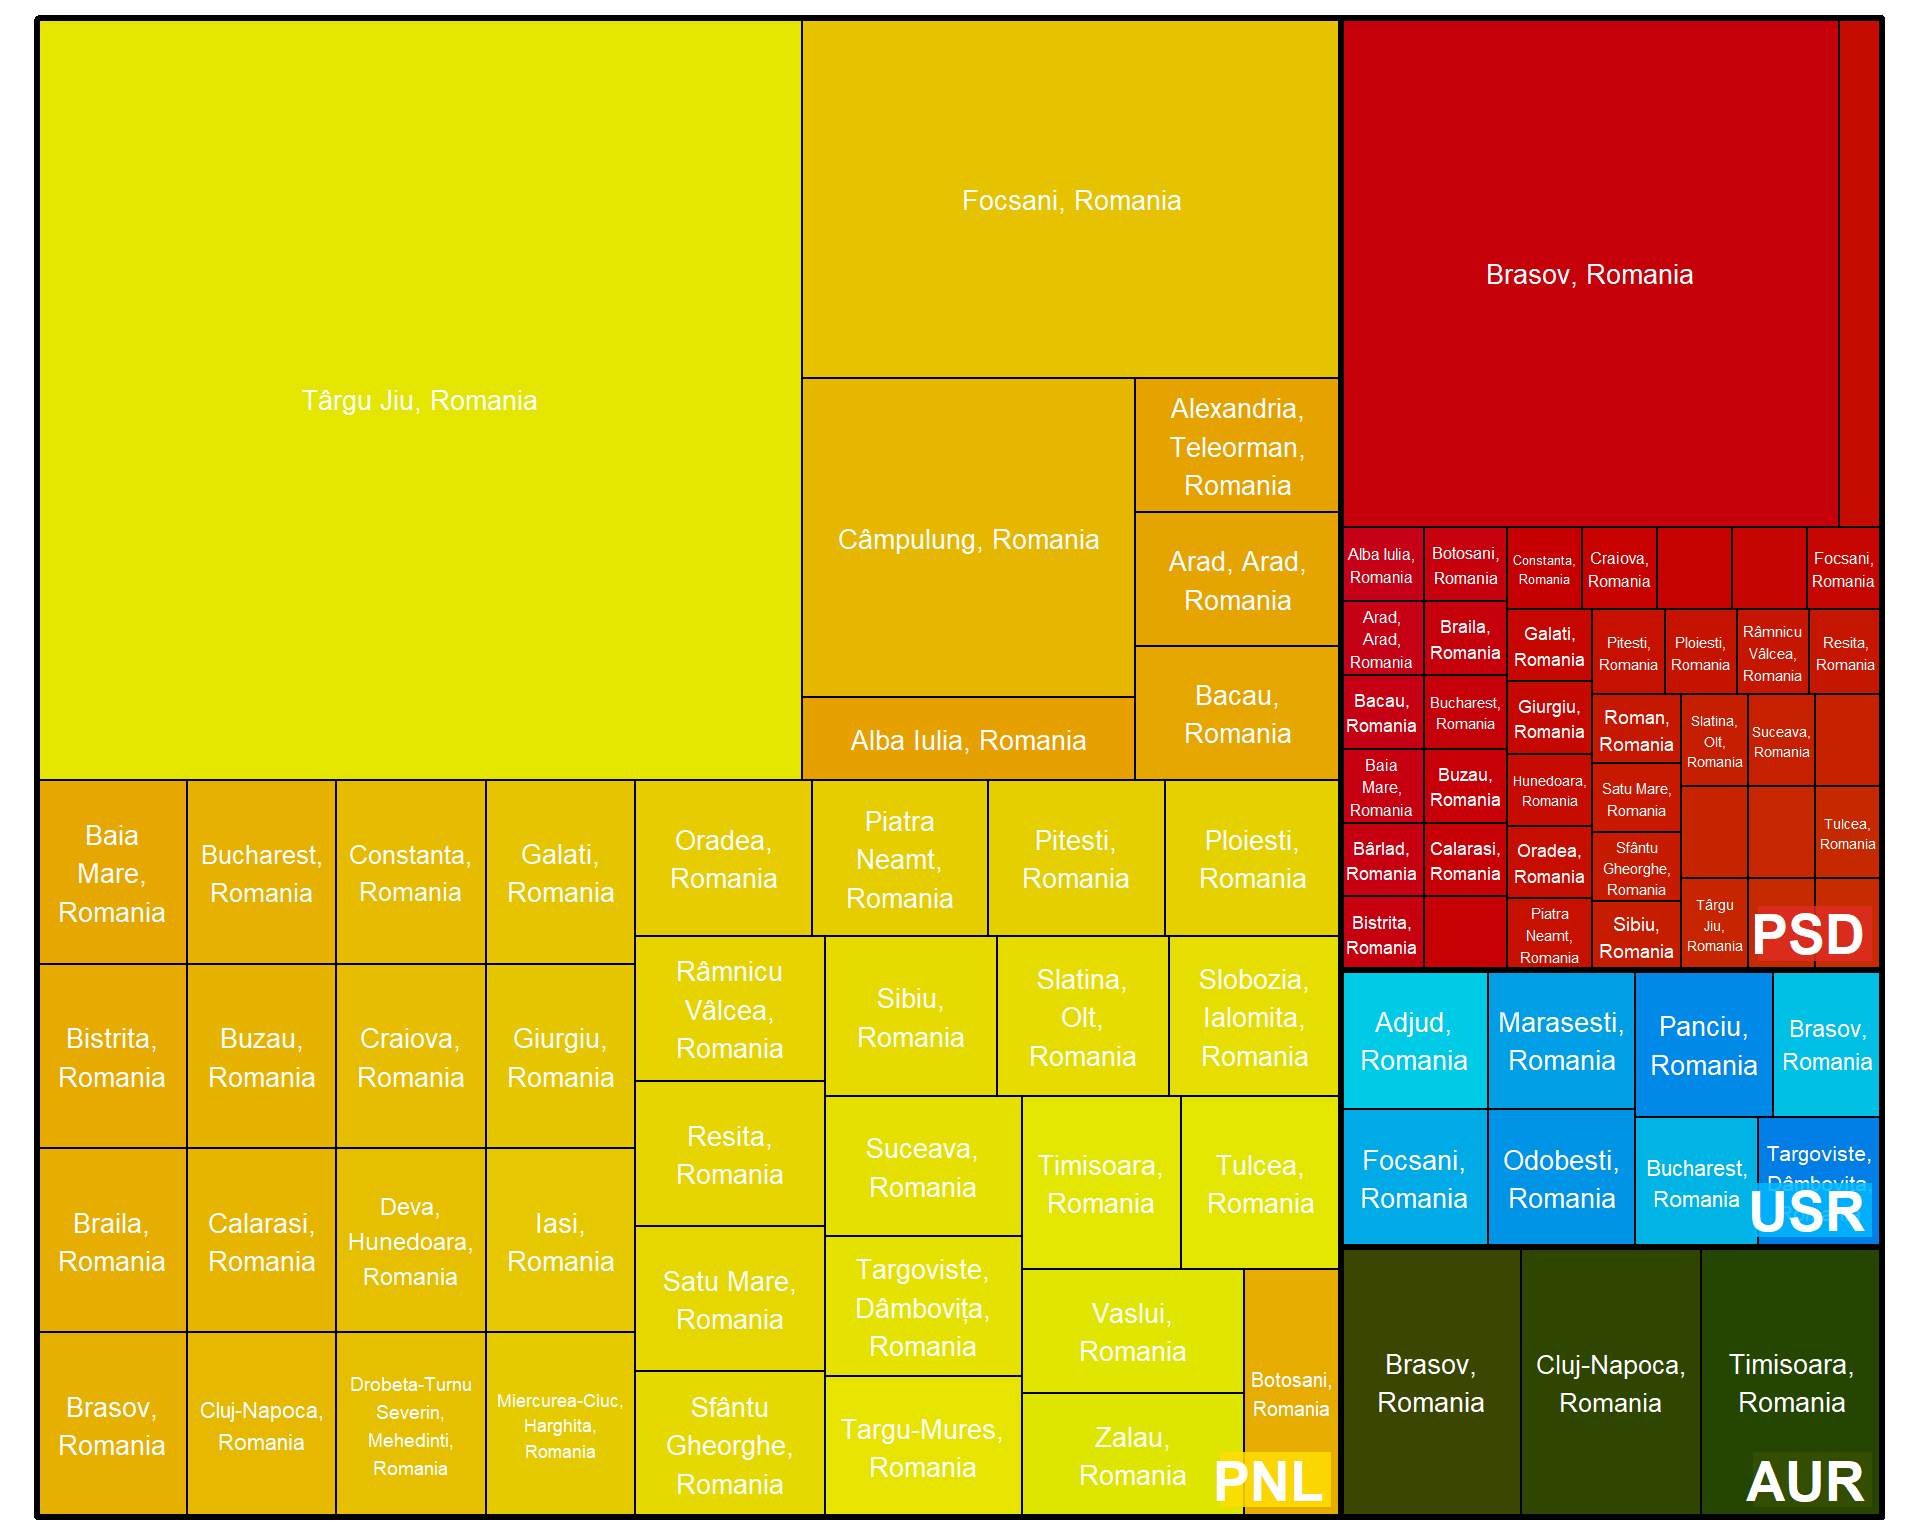 Târgu Jiu, Romania
Focsani, Romania
Câmpulung, Romania
Alexandria,
Teleorman,
Romania
Arad, Arad,
Romania
Bacau,
Romania
Alba Iulia, Romania
Baia
Mare,
Romania
Bucharest,
Romania
Constanta,
Romania
Galati,
Romania
Oradea,
Romania
Piatra
Neamt,
Romania
Pitesti,
Romania
Ploiesti,
Romania
Bistrita,
Romania
Buzau,
Romania
Craiova,
Romania
Giurgiu,
Romania
Râmnicu
Vâlcea,
Romania
Sibiu,
Romania
Slatina,
Olt,
Romania
Slobozia,
Ialomita,
Romania
Braila,
Romania
Calarasi,
Romania
Deva,
Hunedoara,
Romania
Iasi,
Romania
Resita,
Romania
Suceava,
Romania
Timisoara,
Romania
Tulcea,
Romania
Satu Mare,
Romania
Targoviste,
Dâmbovița,
Romania
Vaslui,
Romania
Botosani,
Romania
Brasov,
Romania
Cluj-Napoca,
Romania
Drobeta-Turnu
Severin,
Mehedinti,
Romania
Miercurea-Ciuc,
Harghita,
Romania
Sfântu
Gheorghe,
Romania
Targu-Mures,
Romania
Zalau,
Romania
PNL
Brasov, Romania
Alba Iulia,
Romania
Botosani,
Romania
Constanta,
Romania
Craiova,
Romania
Focsani,
Romania
Arad,
Arad,
Romania
Braila,
Romania
Galati,
Romania
Pitesti,
Romania
Ploiesti,
Romania
Râmnicu
Vâlcea,
Romania
Resita,
Romania
Bacau,
Romania
Bucharest,
Romania
Giurgiu,
Romania
Roman,
Romania
Slatina,
Olt,
Romania
Suceava,
Romania
Baia
Mare,
Romania
Buzau,
Romania
Hunedoara,
Romania
Satu Mare,
Romania
Tulcea,
Romania
Bârlad,
Romania
Calarasi,
Romania
Oradea,
Romania
Sfântu
Gheorghe,
Romania
Bistrita,
Romania
Piatra
Neamt,
Romania
Sibiu,
Romania
Târgu
Jiu,
Romania
PSD
Adjud,
Romania
Marasesti,
Romania
Panciu,
Romania
Brasov,
Romania
Focsani,
Romania
Odobesti,
Romania
Bucharest,
Romania
Targoviste,
Dâmbovița,
USR
Brasov,
Romania
Cluj-Napoca,
Romania
Timisoara,
Romania
AUR